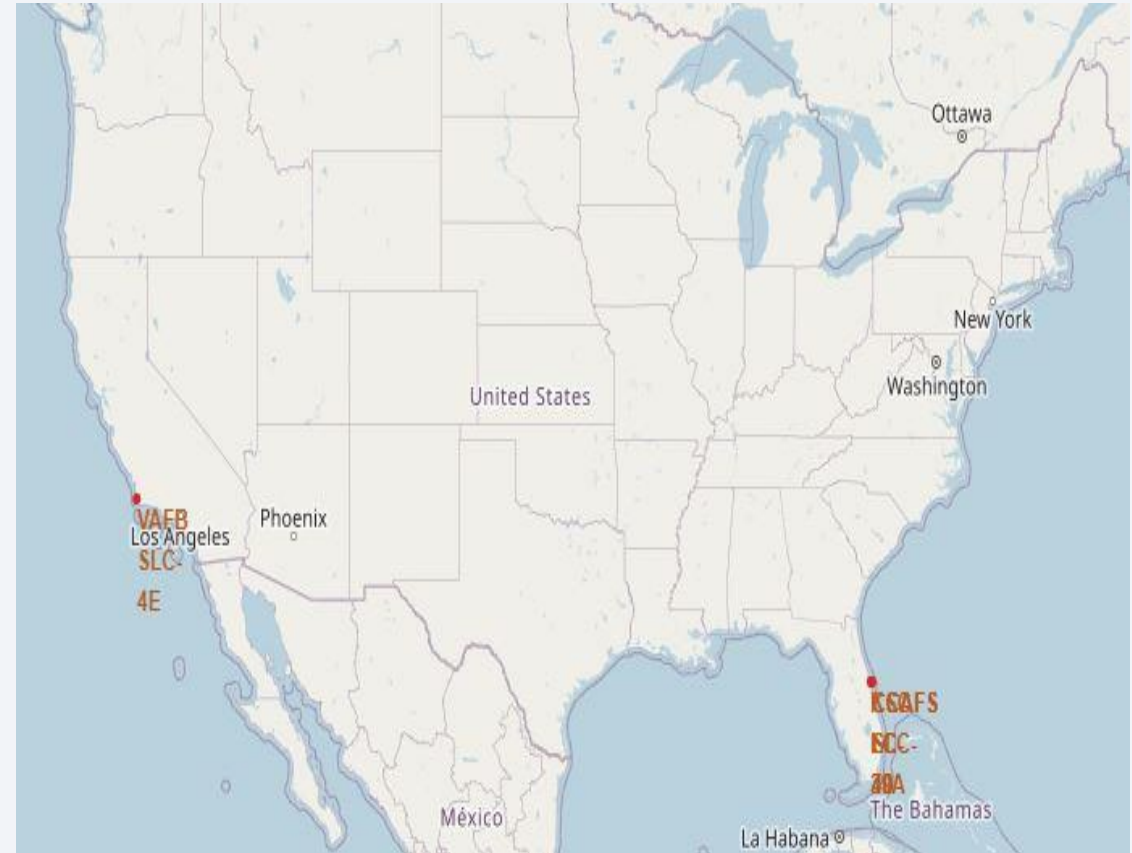 Ottawa
New York
Washington
United States
VAFB
SLC-
4E
Los Angeles
Phoenix
México
The Bahamas
La Habana